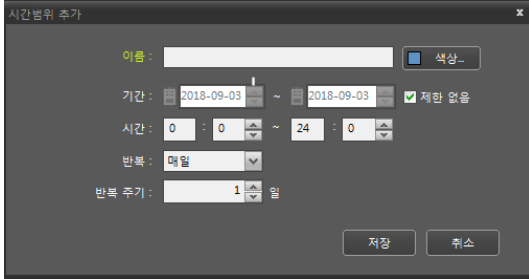 시간범위 추가 x
이름 : 색상...
기간 : 2018-09-03 ~ 2018-09-03 제한 없음
시간 : 0 : 0 ~ 24 : 0
반복 : 매일
반복 주기 : 1 일
저장 취소